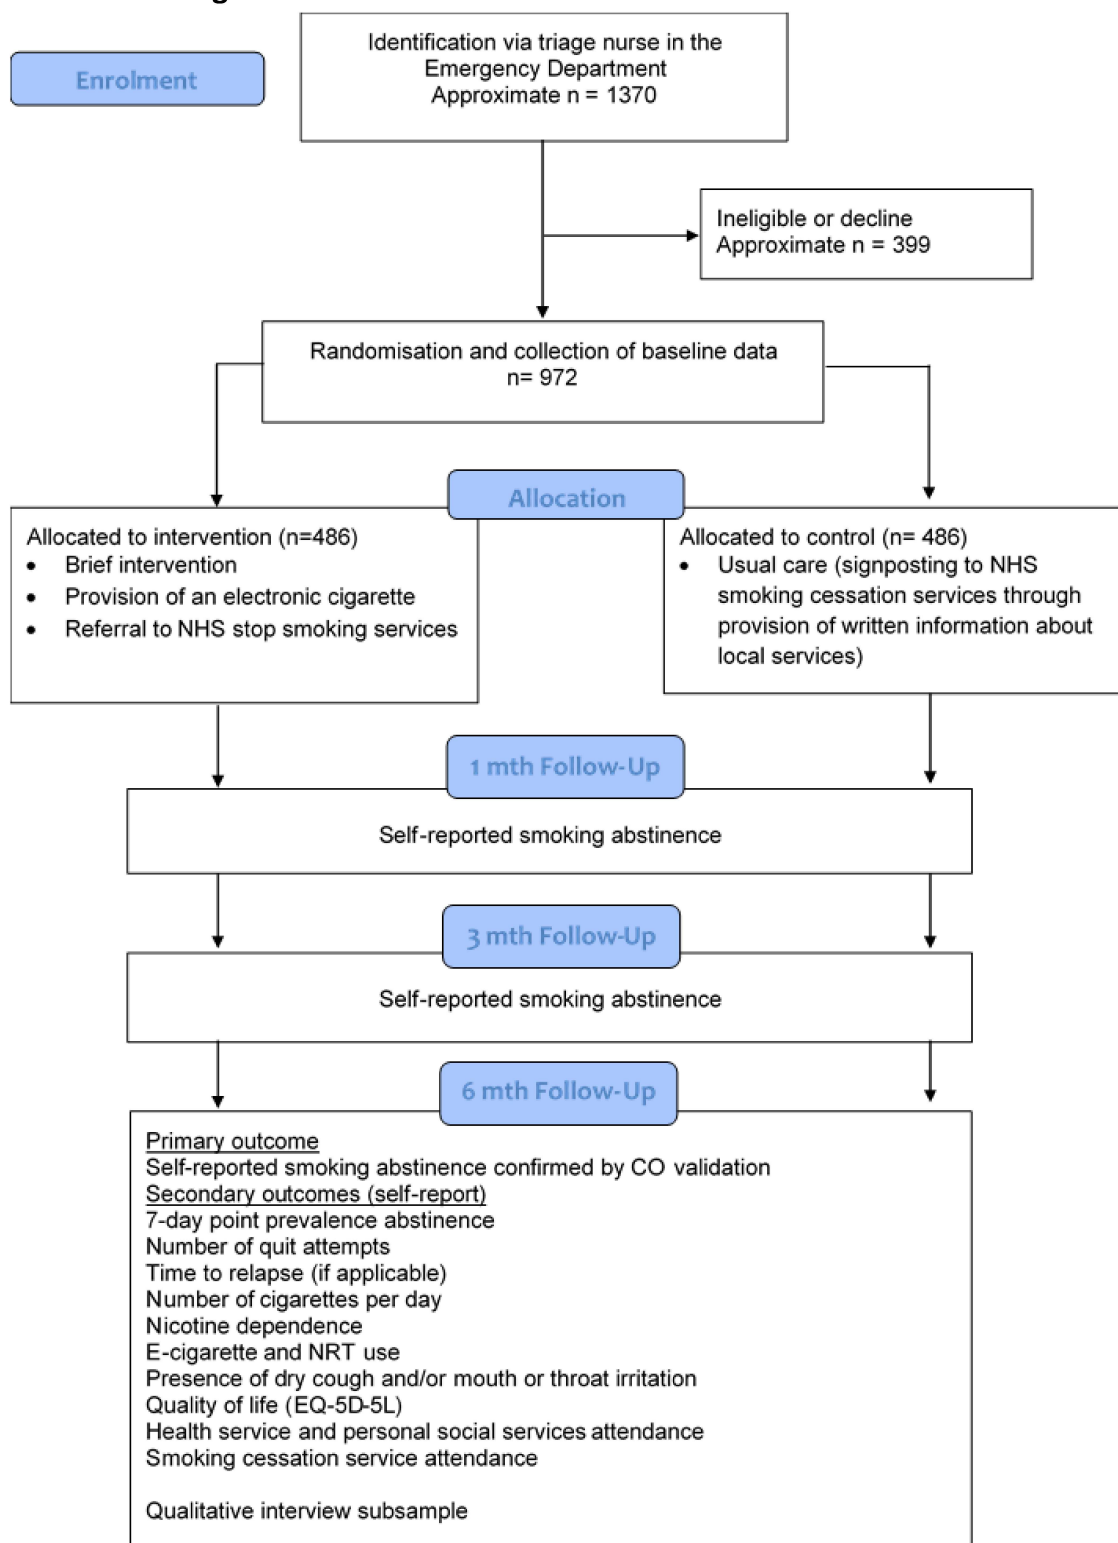 Identification via triage nurse in the
Emergency Department
Approximate n = 1370
Enrolment
Ineligible or decline
Approximate n = 399
Randomisation and collection of baseline data
n= 972
Allocation
Allocated to intervention (n=486)
• Brief intervention
• Provision of an electronic cigarette
• Referral to NHS stop smoking services
Allocated to control (n= 486)
• Usual care (signposting to NHS
smoking cessation services through
provision of written information about
local services)
1 mth Follow-Up
Self-reported smoking abstinence
3 mth Follow-Up
Self-reported smoking abstinence
6 mth Follow-Up
Primary outcome
Self-reported smoking abstinence confirmed by CO validation
Secondary outcomes (self-report)
7-day point prevalence abstinence
Number of quit attempts
Time to relapse (if applicable)
Number of cigarettes per day
Nicotine dependence
E-cigarette and NRT use
Presence of dry cough and/or mouth or throat irritation
Quality of life (EQ-5D-5L)
Health service and personal social services attendance
Smoking cessation service attendance
Qualitative interview subsample